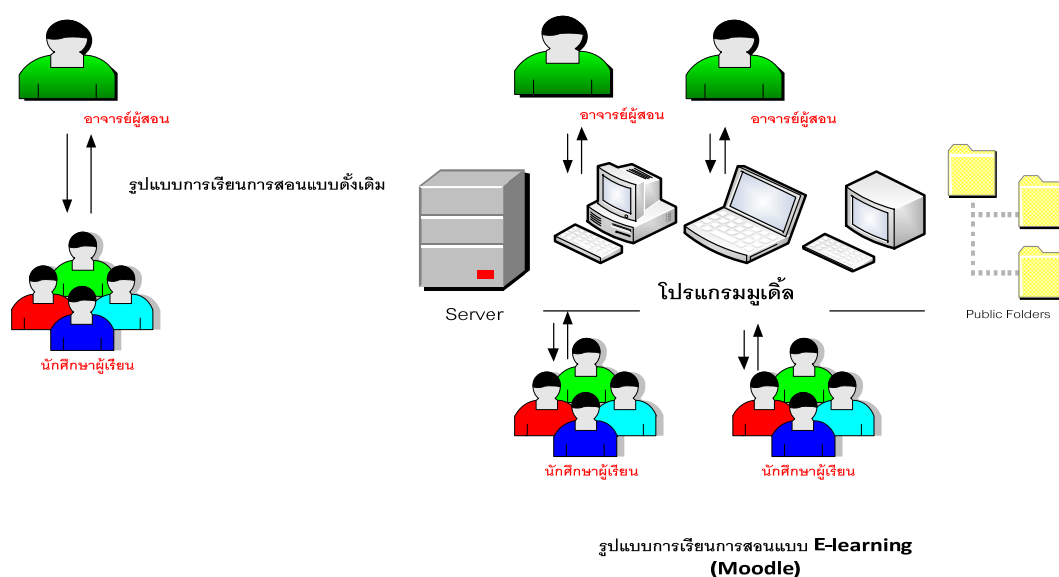 อาจารย์ผู้สอน
รูปแบบการเรียนการสอนแบบดั้งเดิม
นักศึกษาผู้เรียน
อาจารย์ผู้สอน
อาจารย์ผู้สอน
Server
โปรแกรมมูเดิ้ล
Public Folders
นักศึกษาผู้เรียน
นักศึกษาผู้เรียน
รูปแบบการเรียนการสอนแบบ E-learning
(Moodle)